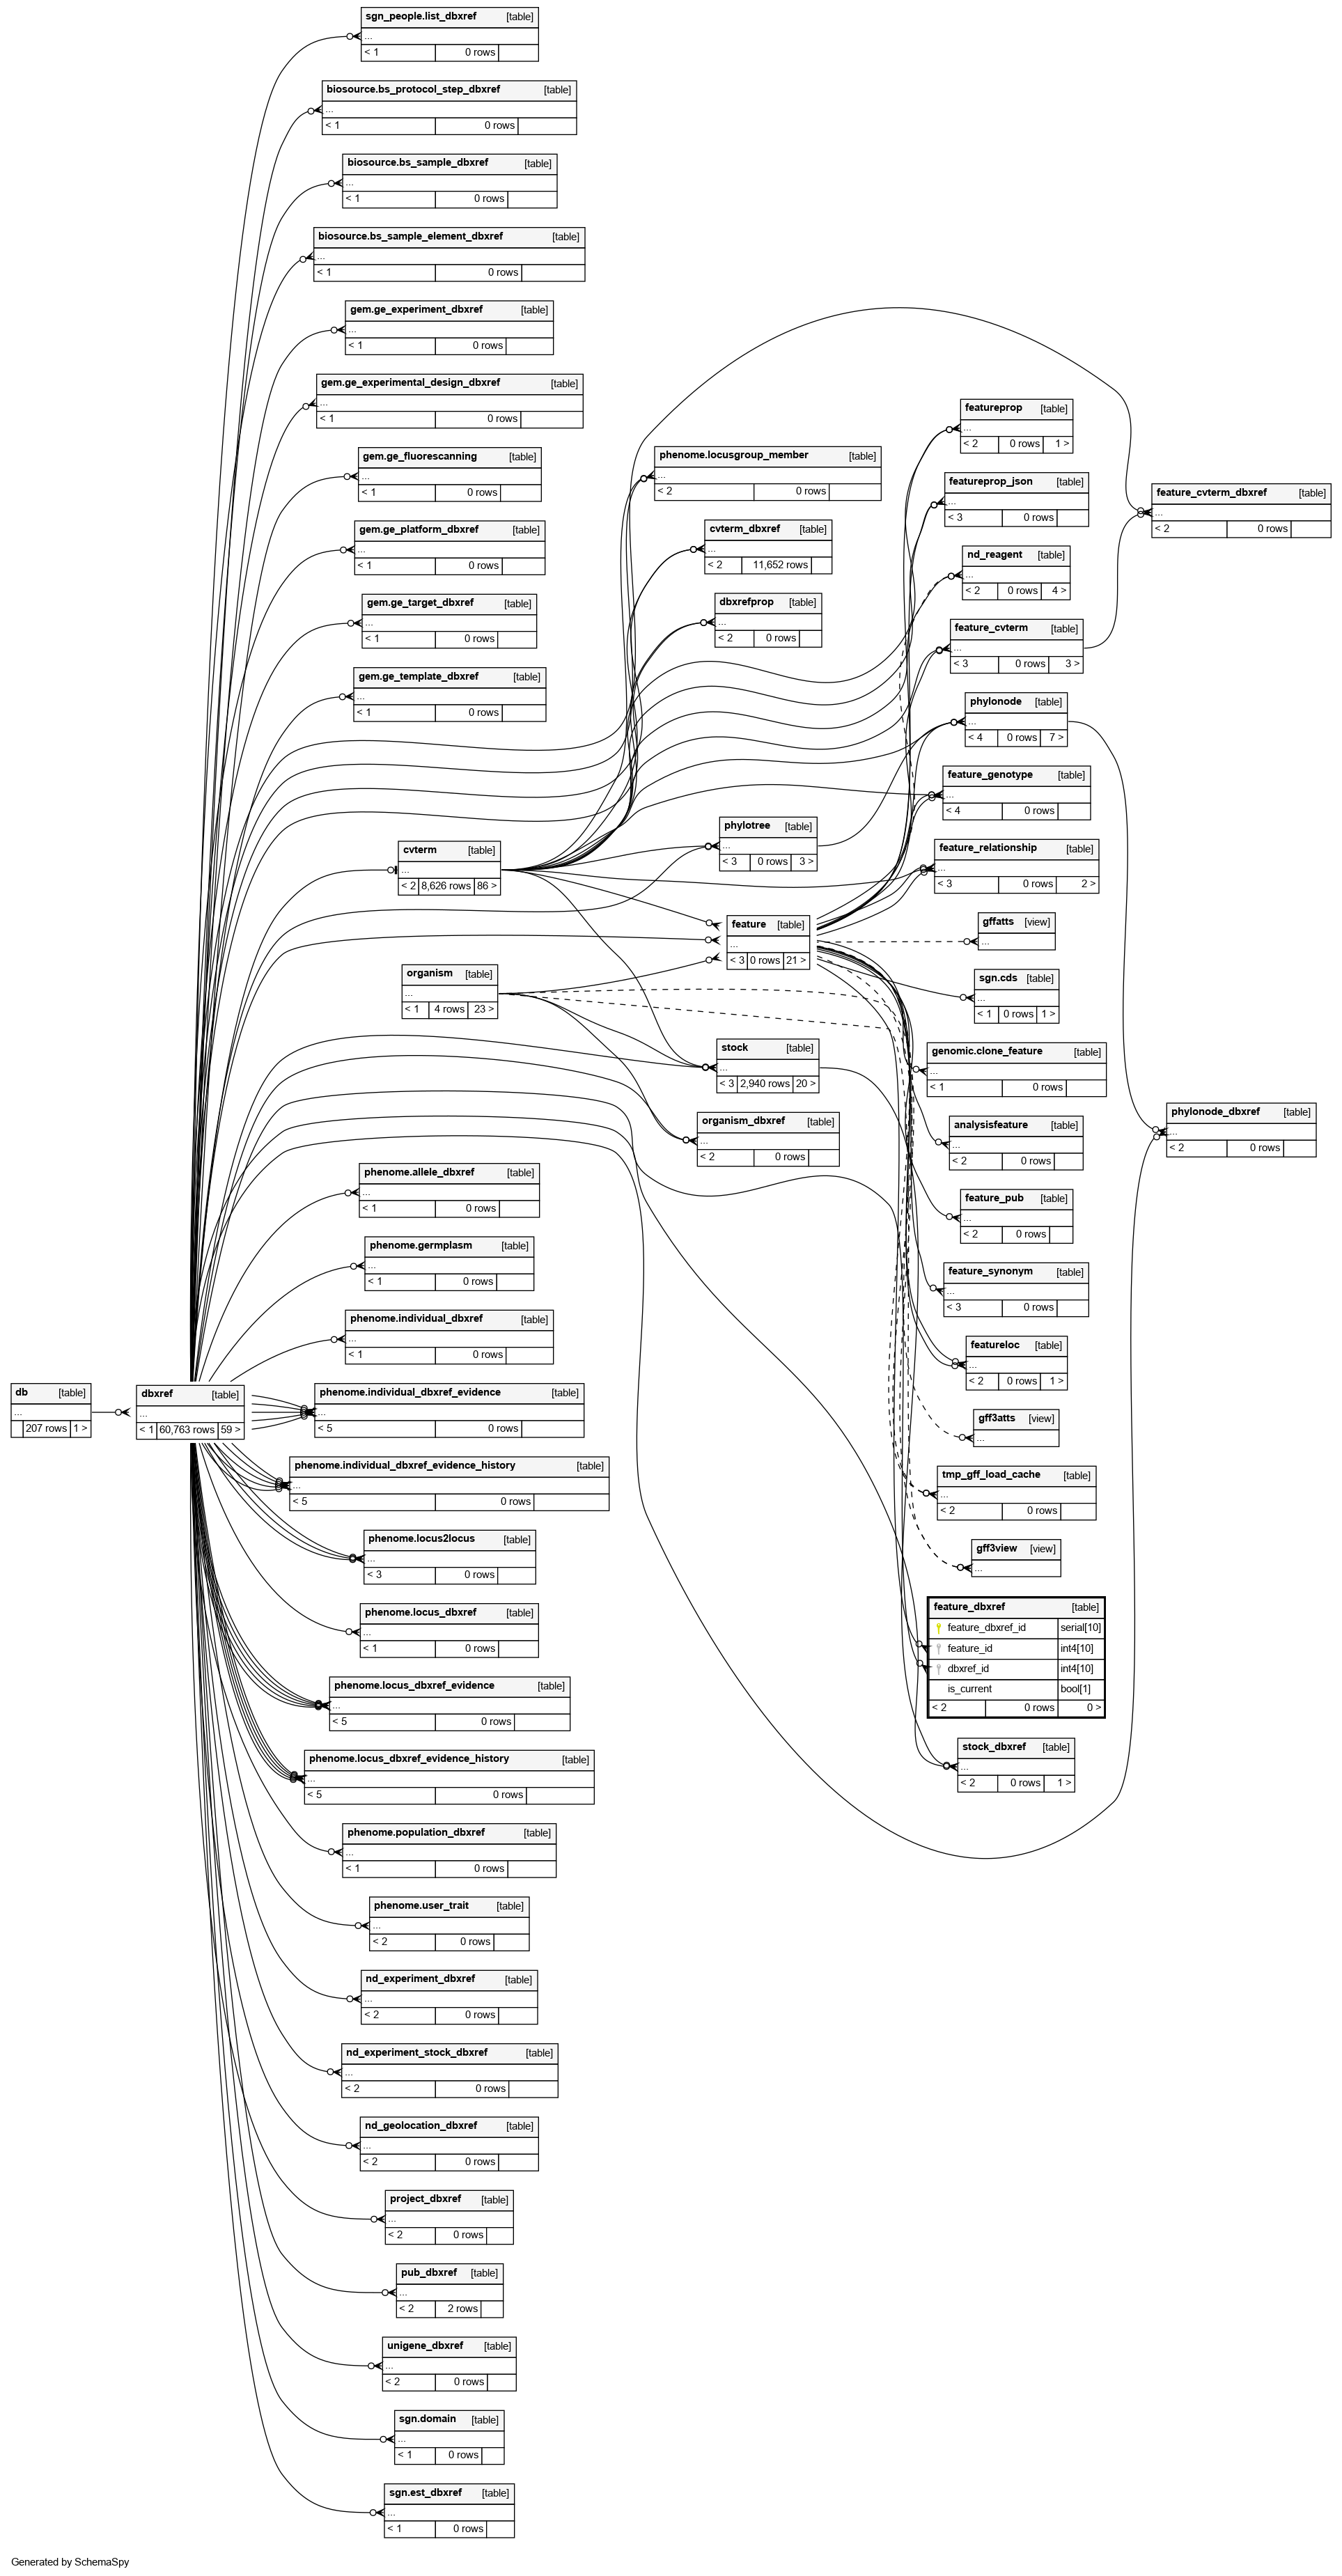 sgn_people.list_dbxref [table]
...
< 1 0 rows
biosource.bs_protocol_step_dbxref [table]
...
< 1 0 rows
biosource.bs_sample_dbxref [table]
...
< 1 0 rows
biosource.bs_sample_element_dbxref [table]
...
< 1 0 rows
gem.ge_experiment_dbxref [table]
...
< 1 0 rows
gem.ge_experimental_design_dbxref [table]
...
< 1 0 rows
gem.ge_fluorescanning [table]
...
< 1 0 rows
gem.ge_platform_dbxref [table]
...
< 1 0 rows
gem.ge_target_dbxref [table]
...
< 1 0 rows
gem.ge_template_dbxref [table]
...
< 1 0 rows
cvterm [table]
...
< 2 8,626 rows 86 >
organism [table]
...
< 1 4 rows 23 >
phenome.allele_dbxref [table]
...
< 1 0 rows
phenome.germplasm [table]
...
< 1 0 rows
phenome.individual_dbxref [table]
...
< 1 0 rows
db [table]
...
207 rows 1 >
dbxref [table]
...
< 1 60,763 rows 59 >
phenome.individual_dbxref_evidence [table]
...
< 5 0 rows
phenome.individual_dbxref_evidence_history [table]
...
< 5 0 rows
phenome.locus2locus [table]
...
< 3 0 rows
phenome.locus_dbxref [table]
...
< 1 0 rows
phenome.locus_dbxref_evidence [table]
...
< 5 0 rows
phenome.locus_dbxref_evidence_history [table]
...
< 5 0 rows
phenome.population_dbxref [table]
...
< 1 0 rows
phenome.user_trait [table]
...
< 2 0 rows
nd_experiment_dbxref [table]
...
< 2 0 rows
nd_experiment_stock_dbxref [table]
...
< 2 0 rows
nd_geolocation_dbxref [table]
...
< 2 0 rows
project_dbxref [table]
...
< 2 0 rows
pub_dbxref [table]
...
< 2 2 rows
unigene_dbxref [table]
...
< 2 0 rows
sgn.domain [table]
...
< 1 0 rows
sgn.est_dbxref [table]
...
< 1 0 rows
phenome.locusgroup_member [table]
...
< 2 0 rows
cvterm_dbxref [table]
...
< 2 11,652 rows
dbxrefprop [table]
...
< 2 0 rows
phylotree [table]
...
< 3 0 rows 3 >
feature [table]
...
< 3 0 rows 21 >
stock [table]
...
< 3 2,940 rows 20 >
organism_dbxref [table]
...
< 2 0 rows
featureprop [table]
...
< 2 0 rows 1 >
featureprop_json [table]
...
< 3 0 rows
nd_reagent [table]
...
< 2 0 rows 4 >
feature_cvterm [table]
...
< 3 0 rows 3 >
phylonode [table]
...
< 4 0 rows 7 >
feature_genotype [table]
...
< 4 0 rows
feature_relationship [table]
...
< 3 0 rows 2 >
gffatts [view]
...
sgn.cds [table]
...
< 1 0 rows 1 >
genomic.clone_feature [table]
...
< 1 0 rows
analysisfeature [table]
...
< 2 0 rows
feature_pub [table]
...
< 2 0 rows
feature_synonym [table]
...
< 3 0 rows
featureloc [table]
...
< 2 0 rows 1 >
gff3atts [view]
...
tmp_gff_load_cache [table]
...
< 2 0 rows
gff3view [view]
...
feature_dbxref [table]
feature_dbxref_id serial[10]
feature_id int4[10]
dbxref_id int4[10]
is_current bool[1]
< 2 0 rows 0 >
stock_dbxref [table]
...
< 2 0 rows 1 >
feature_cvterm_dbxref [table]
...
< 2 0 rows
phylonode_dbxref [table]
...
< 2 0 rows
Generated by SchemaSpy